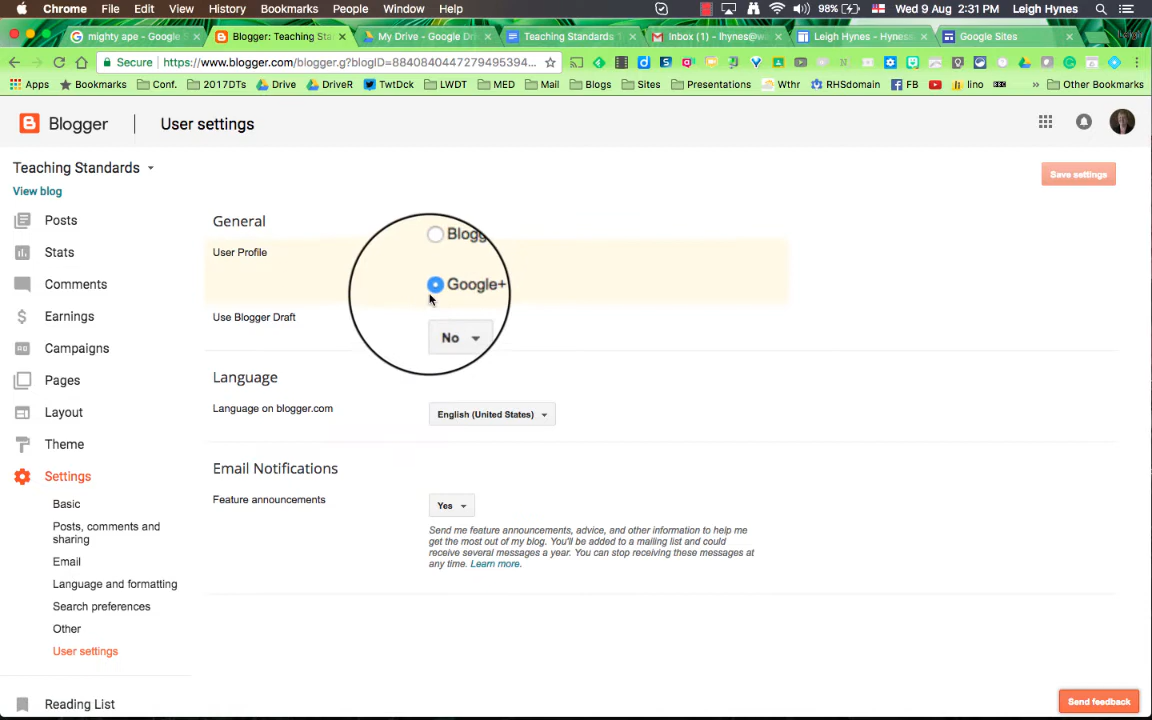 Chrome File Edit View History Bookmarks People Window Help 98% Wed 9 Aug 2:31 PM Leigh Hynes
mighty ape - Google S Blogger: Teaching Sta My Drive - Google Dr Teaching Standards T Inbox (1) - lhynes@w Leigh Hynes - Hynes Google Sites Leigh
Secure https://www.blogger.com/blogger.g?blogID=8840840447279495394...
Apps Bookmarks Conf. 2017DTs Drive DriveR TwtDck LWDT MED Mail Blogs Sites Presentations Wthr RHSdomain FB lino » Other Bookmarks
Blogger User settings
Teaching Standards
View blog
Save settings
Posts
Stats
Comments
Earnings
Campaigns
Pages
Layout
Theme
Settings
Basic
Posts, comments and
sharing
Email
Language and formatting
Search preferences
Other
User settings
Reading List
General
User Profile
Blogg
Google+
Use Blogger Draft
No
Language
Language on blogger.com English (United States)
Email Notifications
Feature announcements Yes
Send me feature announcements, advice, and other information to help me
get the most out of my blog. You'll be added to a mailing list and could
receive several messages a year. You can stop receiving these messages at
any time. Learn more.
Send feedback